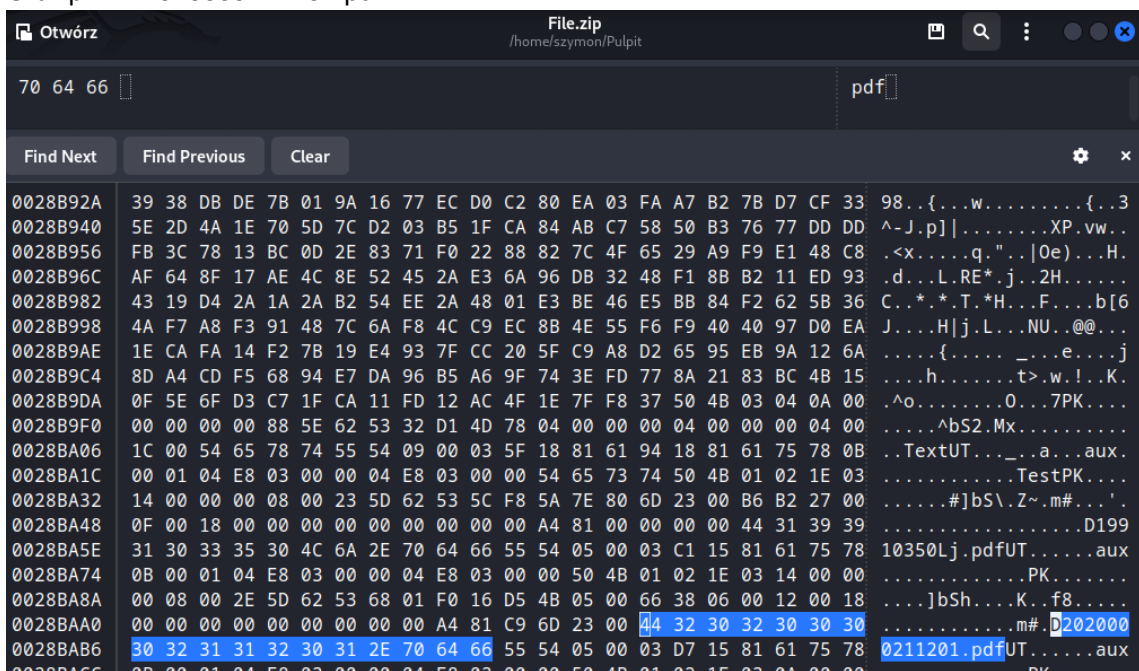 Otwórz
File.zip
/home/szymon/Pulpit
70 64 66
pdf
Find Next Find Previous Clear
0028B92A 39 38 DB DE 7B 01 9A 16 77 EC D0 C2 80 EA 03 FA A7 B2 7B D7 CF 33 98..{...w.........{..3
0028B940 5E 2D 4A 1E 70 5D 7C D2 03 B5 1F CA 84 AB C7 58 50 B3 76 77 DD DD ^-J.p]|........XP.vw..
0028B956 FB 3C 78 13 BC 0D 2E 83 71 F0 22 88 82 7C 4F 65 29 A9 F9 E1 48 C8 .<x.....q."..|Oe)...H.
0028B96C AF 64 8F 17 AE 4C 8E 52 45 2A E3 6A 96 DB 32 48 F1 8B B2 11 ED 93 .d...L.RE*.j..2H......
0028B982 43 19 D4 2A 1A 2A B2 54 EE 2A 48 01 E3 BE 46 E5 BB 84 F2 62 5B 36 C..*.*.T.*H...F....b[6
0028B998 4A F7 A8 F3 91 48 7C 6A F8 4C C9 EC 8B 4E 55 F6 F9 40 40 97 D0 EA J....H|j.L...NU..@@...
0028B9AE 1E CA FA 14 F2 7B 19 E4 93 7F CC 20 5F C9 A8 D2 65 95 EB 9A 12 6A .....{..... _...e....j
0028B9C4 8D A4 CD F5 68 94 E7 DA 96 B5 A6 9F 74 3E FD 77 8A 21 83 BC 4B 15 ....h.......t>.w.!..K.
0028B9DA 0F 5E 6F D3 C7 1F CA 11 FD 12 AC 4F 1E 7F F8 37 50 4B 03 04 0A 00 .^o........O...7PK....
0028B9F0 00 00 00 00 88 5E 62 53 32 D1 4D 78 04 00 00 00 04 00 00 00 04 00 .....^bS2.Mx..........
0028BA06 1C 00 54 65 78 74 55 54 09 00 03 5F 18 81 61 94 18 81 61 75 78 0B ..TextUT..._..a...aux.
0028BA1C 00 01 04 E8 03 00 00 04 E8 03 00 00 54 65 73 74 50 4B 01 02 1E 03 ............TestPK....
0028BA32 14 00 00 00 08 00 23 5D 62 53 5C F8 5A 7E 80 6D 23 00 B6 B2 27 00 ......#]bS\.Z~.m#...'.
0028BA48 0F 00 18 00 00 00 00 00 00 00 00 00 A4 81 00 00 00 00 44 31 39 39 ..................D199
0028BA5E 31 30 33 35 30 4C 6A 2E 70 64 66 55 54 05 00 03 C1 15 81 61 75 78 10350Lj.pdfUT......aux
0028BA74 0B 00 01 04 E8 03 00 00 04 E8 03 00 00 50 4B 01 02 1E 03 14 00 00 .............PK.......
0028BA8A 00 08 00 2E 5D 62 53 68 01 F0 16 D5 4B 05 00 66 38 06 00 12 00 18 ....]bSh....K..f8.....
0028BAA0 00 00 00 00 00 00 00 00 00 A4 81 C9 6D 23 00 44 32 30 32 30 30 30 ............m#.D202000
0028BAB6 30 32 31 31 32 30 31 2E 70 64 66 55 54 05 00 03 D7 15 81 61 75 78 0211201.pdfUT......aux